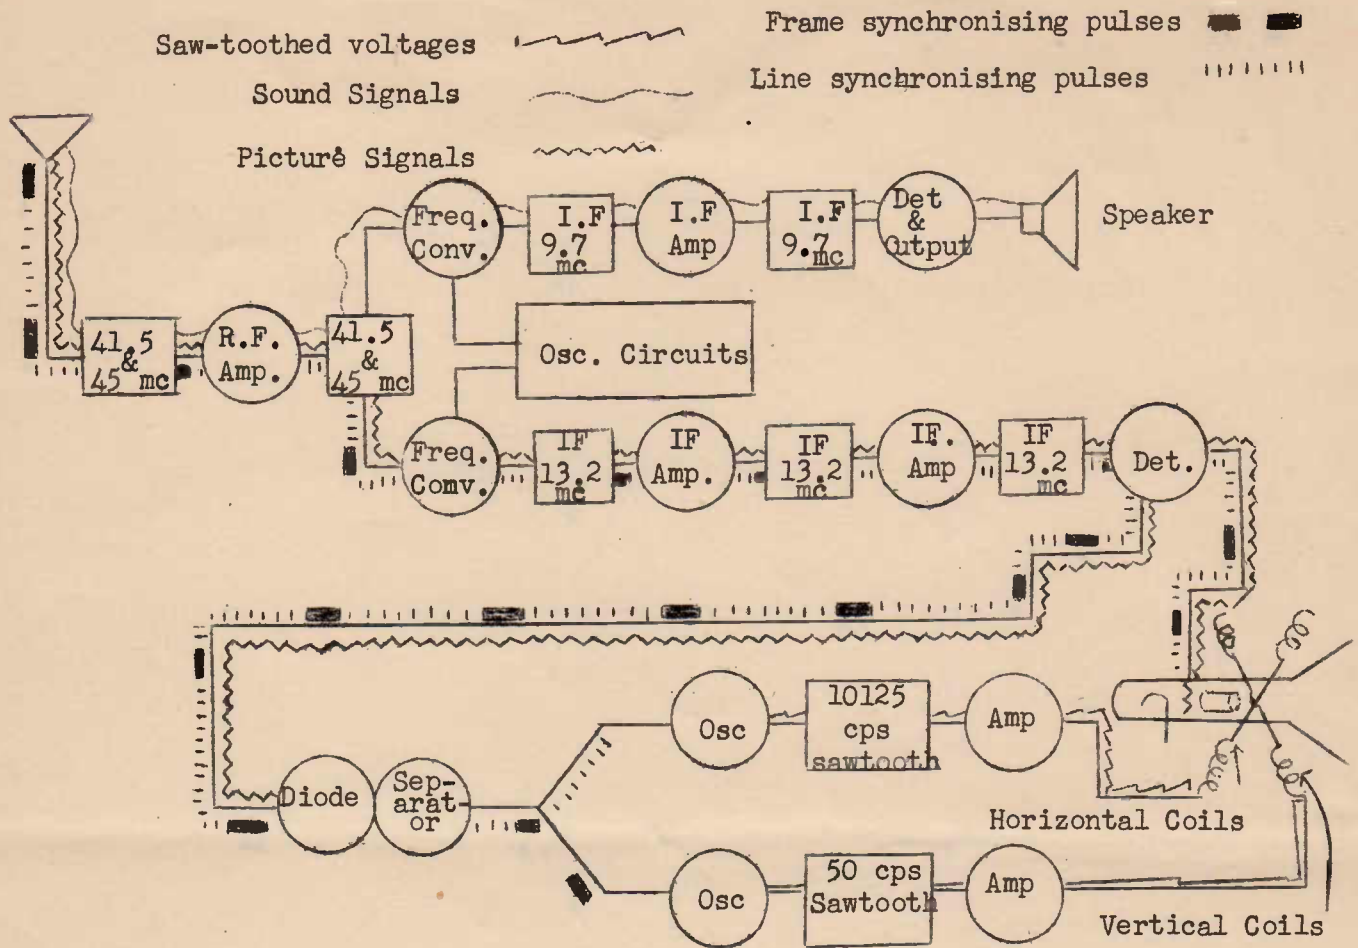 Saw-toothed voltages
Sound Signals
Picture Signals
Frame synchronising pulses
Line synchronising pulses
41.5
&
45 mc
R.F.
Amp.
41.5
&
45 mc
Freq.
Conv.
I.F
9.7
mc
I.F
Amp
I.F
9.7
mc
Det
&
Output
Speaker
Osc. Circuits
Freq.
Comv.
IF
13.2
mc
IF
Amp.
IF
13.2
mc
IF.
Amp
IF
13.2
mc
Det.
Diode
Sep-
arat-
or
Osc
10125
cps
sawtooth
Amp
Horizontal Coils
Osc
50 cps
Sawtooth
Amp
Vertical Coils